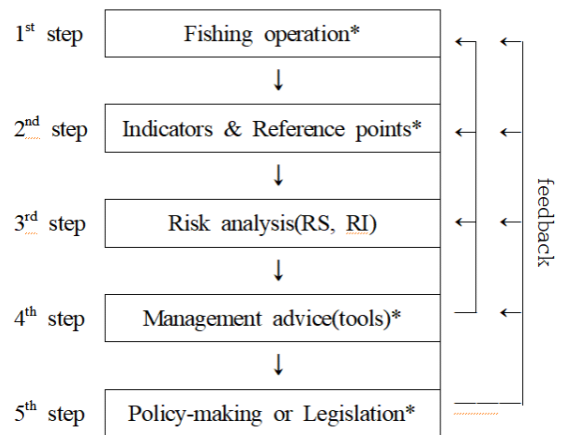 1st step Fishing operation*
2nd step Indicators & Reference points*
3rd step Risk analysis(RS, RI)
4th step Management advice(tools)*
5th step Policy-making or Legislation*
feedback